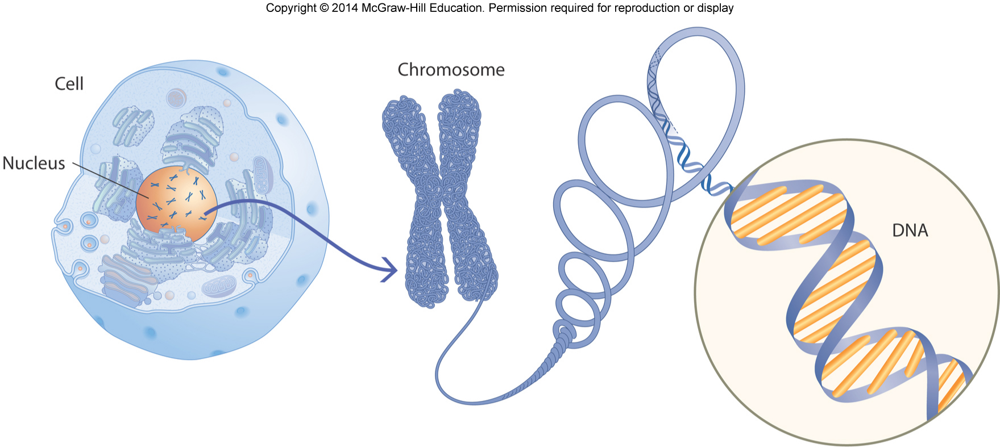 Copyright © 2014 McGraw-Hill Education. Permission required for reproduction or display
Chromosome
Cell
Nucleus
DNA